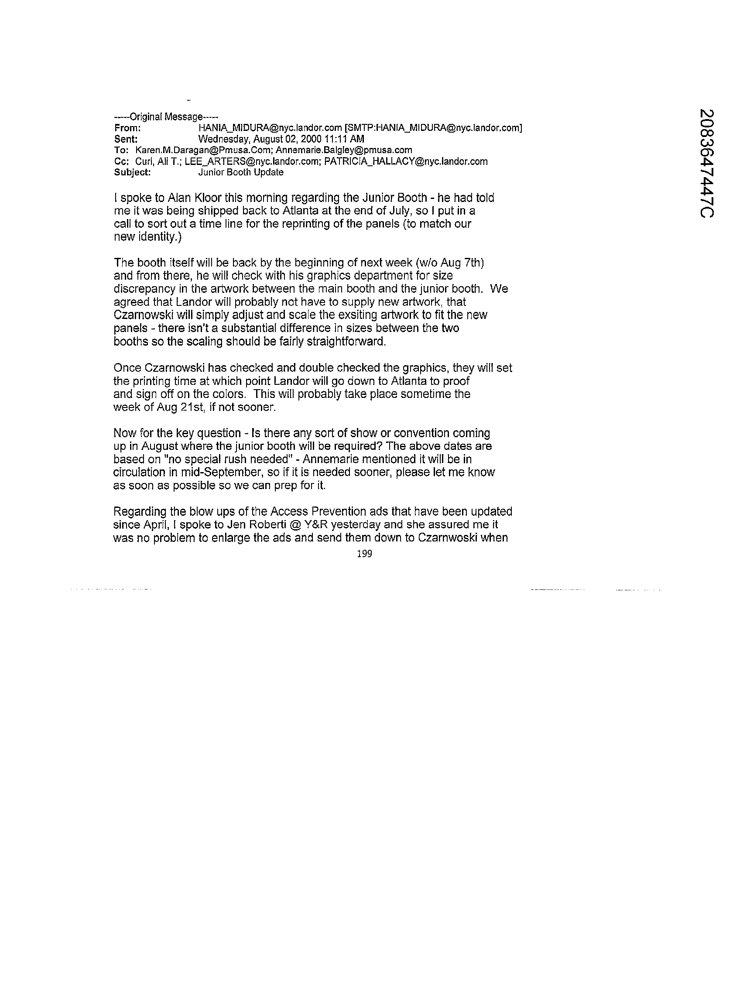 -----Original Message-----
From: HANIA_MIDURA@nyc.landor.com [SMTP:HANIA_MIDURA@nyc.landor.com]
Sent: Wednesday, August 02, 2000 11:11 AM
To: Karen.M.Daragan@Pmusa.Com; Annemarie.Balgley@pmusa.com
Cc: Curl, Ali T.; LEE_ARTERS@nyc.landor.com; PATRICIA_HALLACY@nyc.landor.com
Subject: Junior Booth Update
I spoke to Alan Kloor this morning regarding the Junior Booth - he had told
me it was being shipped back to Atlanta at the end of July, so I put in a
call to sort out a time line for the reprinting of the panels (to match our
new identity.)
The booth itself will be back by the beginning of next week (w/o Aug 7th)
and from there, he will check with his graphics department for size
discrepancy in the artwork between the main booth and the junior booth. We
agreed that Landor will probably not have to supply new artwork, that
Czarnowski will simply adjust and scale the exsiting artwork to fit the new
panels - there isn't a substantial difference in sizes between the two
booths so the scaling should be fairly straightforward.
Once Czarnowski has checked and double checked the graphics, they will set
the printing time at which point Landor will go down to Atlanta to proof
and sign off on the colors. This will probably take place sometime the
week of Aug 21st, if not sooner.
Now for the key question - Is there any sort of show or convention coming
up in August where the junior booth will be required? The above dates are
based on "no special rush needed" - Annemarie mentioned it will be in
circulation in mid-September, so if it is needed sooner, please let me know
as soon as possible so we can prep for it.
Regarding the blow ups of the Access Prevention ads that have been updated
since April, I spoke to Jen Roberti @ Y&R yesterday and she assured me it
was no problem to enlarge the ads and send them down to Czarnwoski when
199
2083647447C